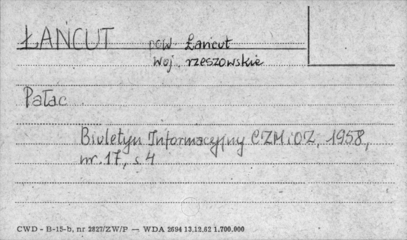 ŁAŃCUT pow. Łańcut
woj. rzeszowskie
Pałac
Biuletyn Informacyjny CZMiOZ, 1958,
nr. 17, s. 4
CWD - B-15-b, nr 3827/ZW/P — WDA 2694 13.12.62 1.700.000